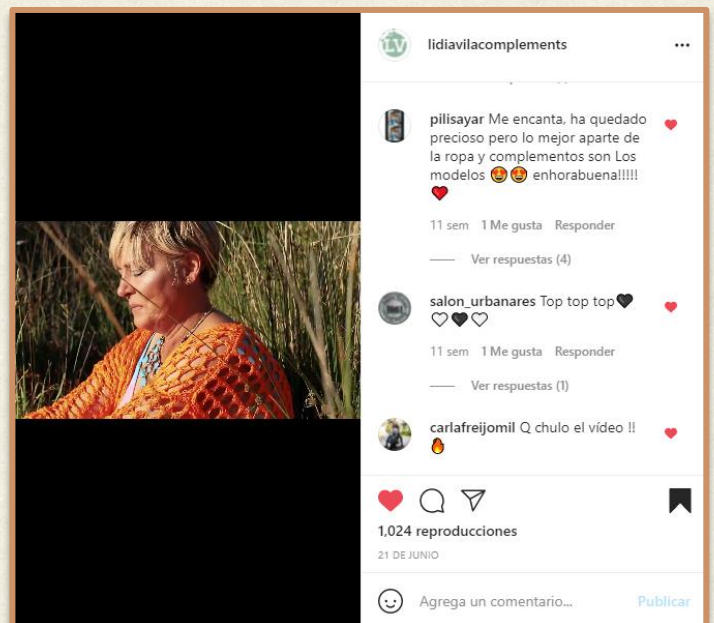 LV
lidiavilacomplements
pilisayar Me encanta, ha quedado
precioso pero lo mejor aparte de
la ropa y complementos son Los
modelos 😍😍 enhorabuena!!!!!
❤️
11 sem 1 Me gusta Responder
Ver respuestas (4)
salon_urbanares Top top top🖤
🤍🖤🤍
11 sem 1 Me gusta Responder
Ver respuestas (1)
carlafreijomil Q chulo el vídeo !!
🔥
1,024 reproducciones
21 DE JUNIO
Agrega un comentario... Publicar